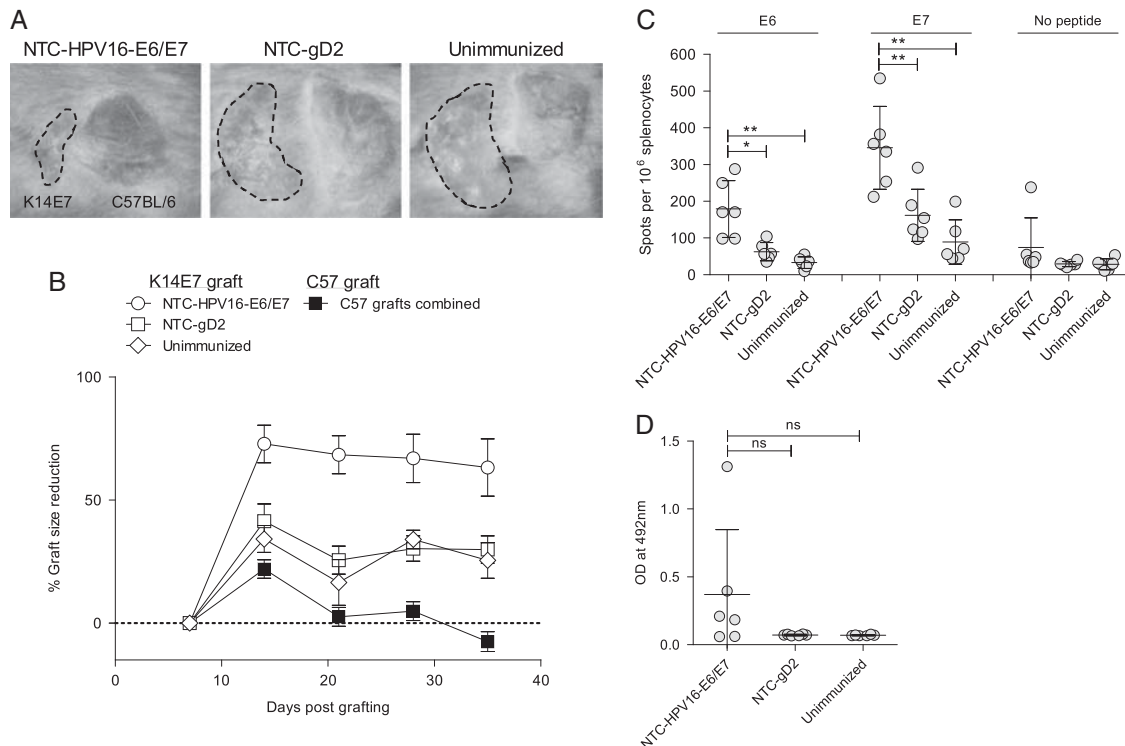 A
NTC-HPV16-E6/E7
NTC-gD2
Unimmunized
K14E7
C57BL/6
B
K14E7 graft
C57 graft
NTC-HPV16-E6/E7
C57 grafts combined
NTC-gD2
Unimmunized
% Graft size reduction
100
50
0
0
10
20
30
40
Days post grafting
C
E6
E7
No peptide
Spots per 10⁶ splenocytes
600
500
400
300
200
100
0
**
*
**
**
NTC-HPV16-E6/E7
NTC-gD2
Unimmunized
NTC-HPV16-E6/E7
NTC-gD2
Unimmunized
NTC-HPV16-E6/E7
NTC-gD2
Unimmunized
D
OD at 492nm
1.5
1.0
0.5
0.0
ns
ns
NTC-HPV16-E6/E7
NTC-gD2
Unimmunized